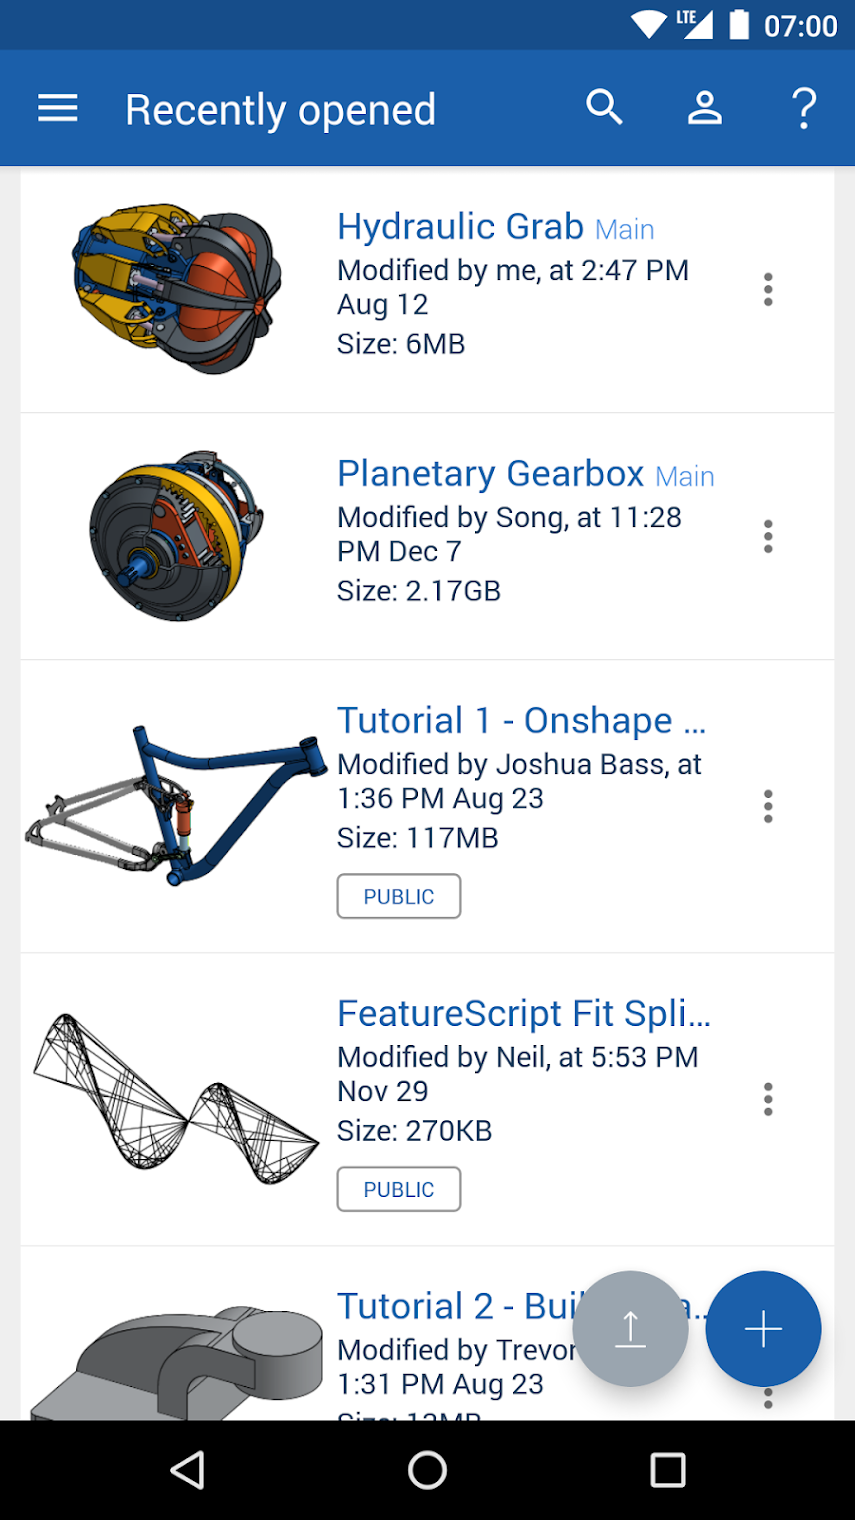 LTE 07:00
Recently opened
Hydraulic Grab Main
Modified by me, at 2:47 PM
Aug 12
Size: 6MB
Planetary Gearbox Main
Modified by Song, at 11:28
PM Dec 7
Size: 2.17GB
Tutorial 1 - Onshape ...
Modified by Joshua Bass, at
1:36 PM Aug 23
Size: 117MB
PUBLIC
FeatureScript Fit Spli...
Modified by Neil, at 5:53 PM
Nov 29
Size: 270KB
PUBLIC
Tutorial 2 - Bui
Modified by Trevor
1:31 PM Aug 23
Size: 12MB